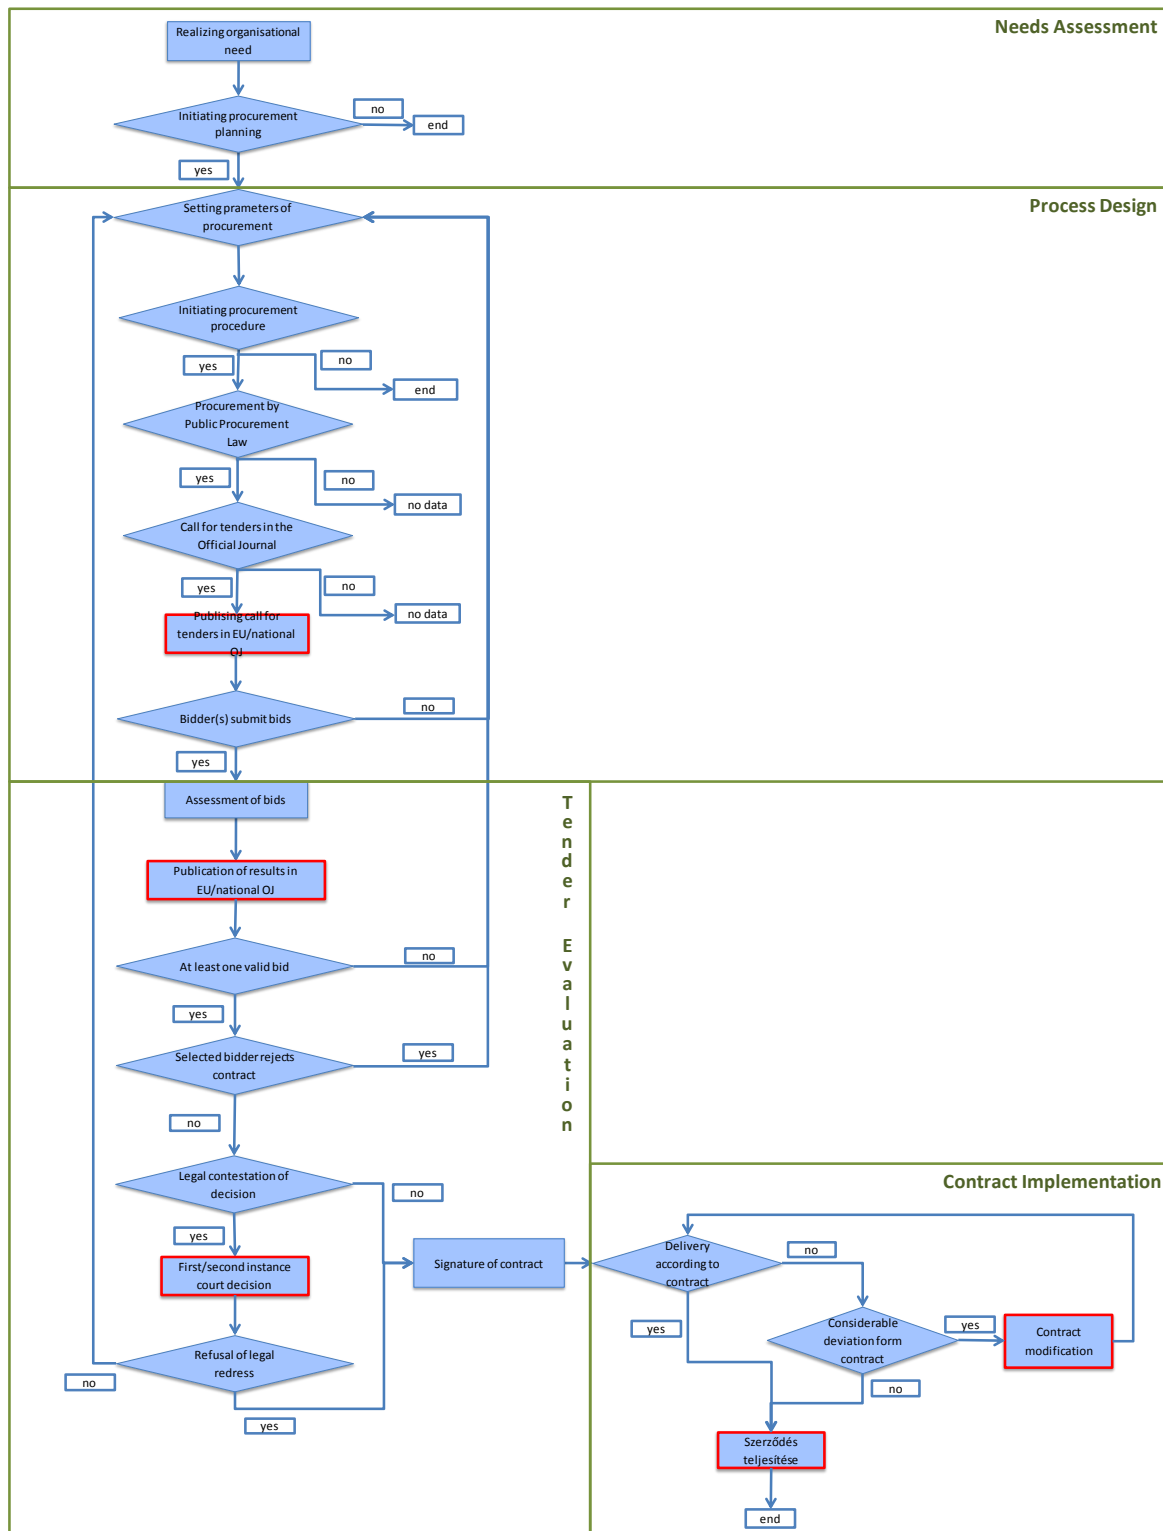 Needs Assessment
Realizing organisational
need
Initiating procurement
planning
no
end
yes
Process Design
Setting prameters of
procurement
Initiating procurement
procedure
yes
no
end
Procurement by
Public Procurement
Law
yes
no
no data
Call for tenders in the
Official Journal
yes
no
no data
Publising call for
tenders in EU/national
OJ
Bidder(s) submit bids
no
yes
Tender Evaluation
Assessment of bids
Publication of results in
EU/national OJ
At least one valid bid
no
yes
Selected bidder rejects
contract
yes
no
Legal contestation of
decision
no
yes
First/second instance
court decision
Refusal of legal
redress
no
yes
Signature of contract
Contract Implementation
Delivery
according to
contract
no
yes
Considerable
deviation form
contract
yes
Contract
modification
no
Szerződés
teljesítése
end